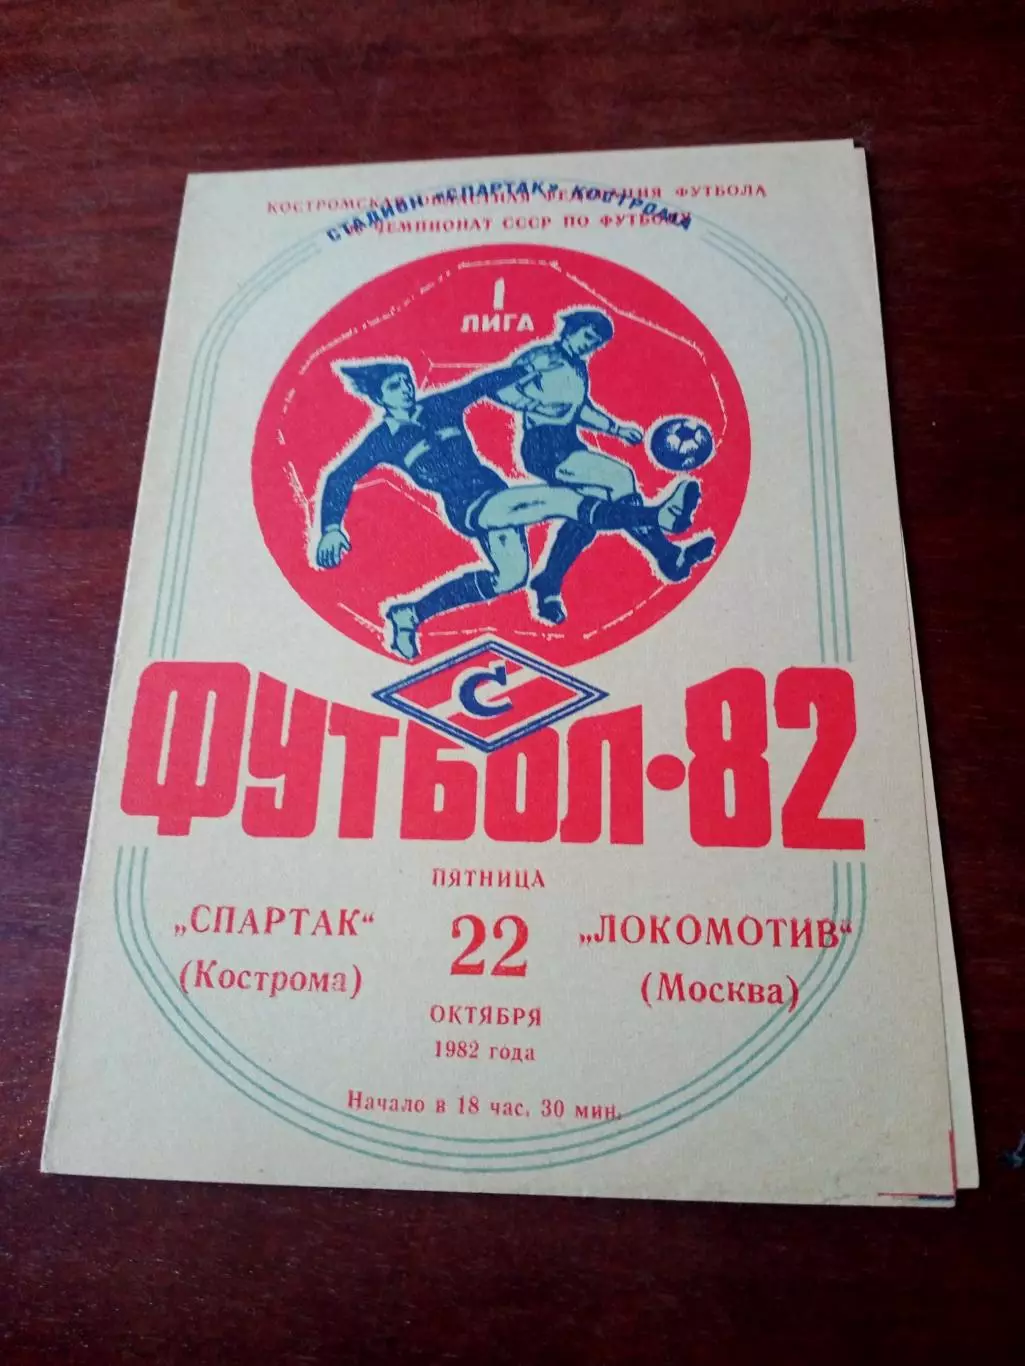 КОСТРОМСКАЯ ОБЛАСТНАЯ ФЕДЕРАЦИЯ ФУТБОЛА
ЧЕМПИОНАТ СССР ПО ФУТБОЛУ
СТАДИОН «СПАРТАК» КОСТРОМА
1
ЛИГА
С
ФУТБОЛ·82
ПЯТНИЦА
„СПАРТАК“ 22 „ЛОКОМОТИВ“
(Кострома) (Москва)
ОКТЯБРЯ
1982 года
Начало в 18 час. 30 мин.